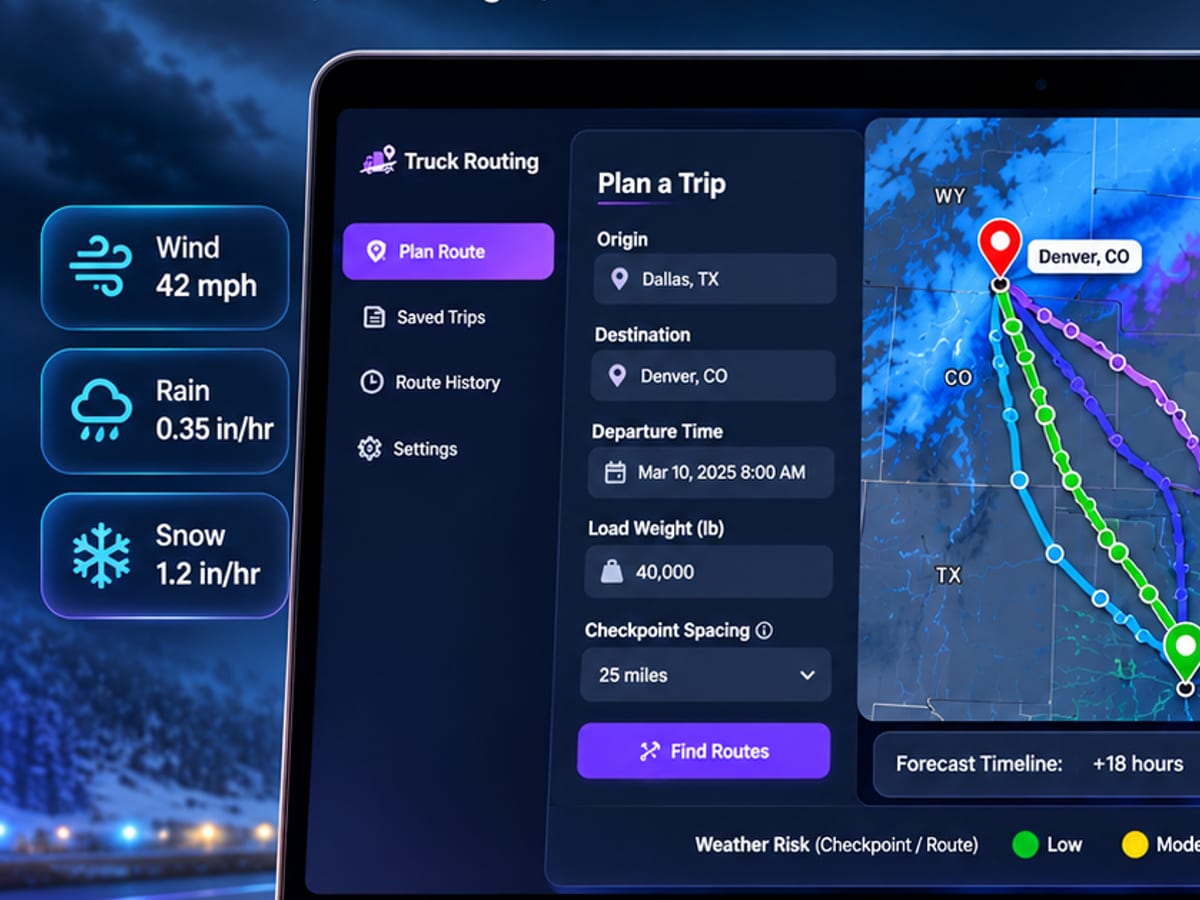 Wind
42 mph
Rain
0.35 in/hr
Snow
1.2 in/hr
Truck Routing
Plan Route
Saved Trips
Route History
Settings
Plan a Trip
Origin
Dallas, TX
Destination
Denver, CO
Departure Time
Mar 10, 2025 8:00 AM
Load Weight (lb)
40,000
Checkpoint Spacing
25 miles
Find Routes
WY
Denver, CO
CO
TX
Forecast Timeline: +18 hours
Weather Risk (Checkpoint / Route)
Low
Mode